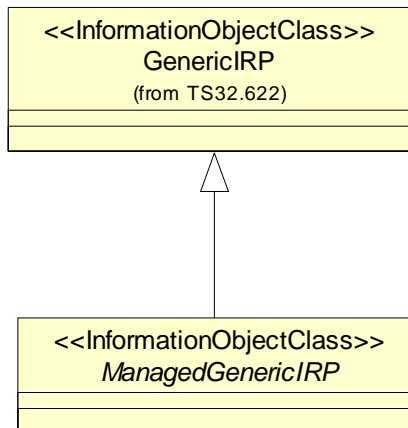 <<InformationObjectClass>>
GenericIRP
(from TS32.622)
<<InformationObjectClass>>
ManagedGenericIRP